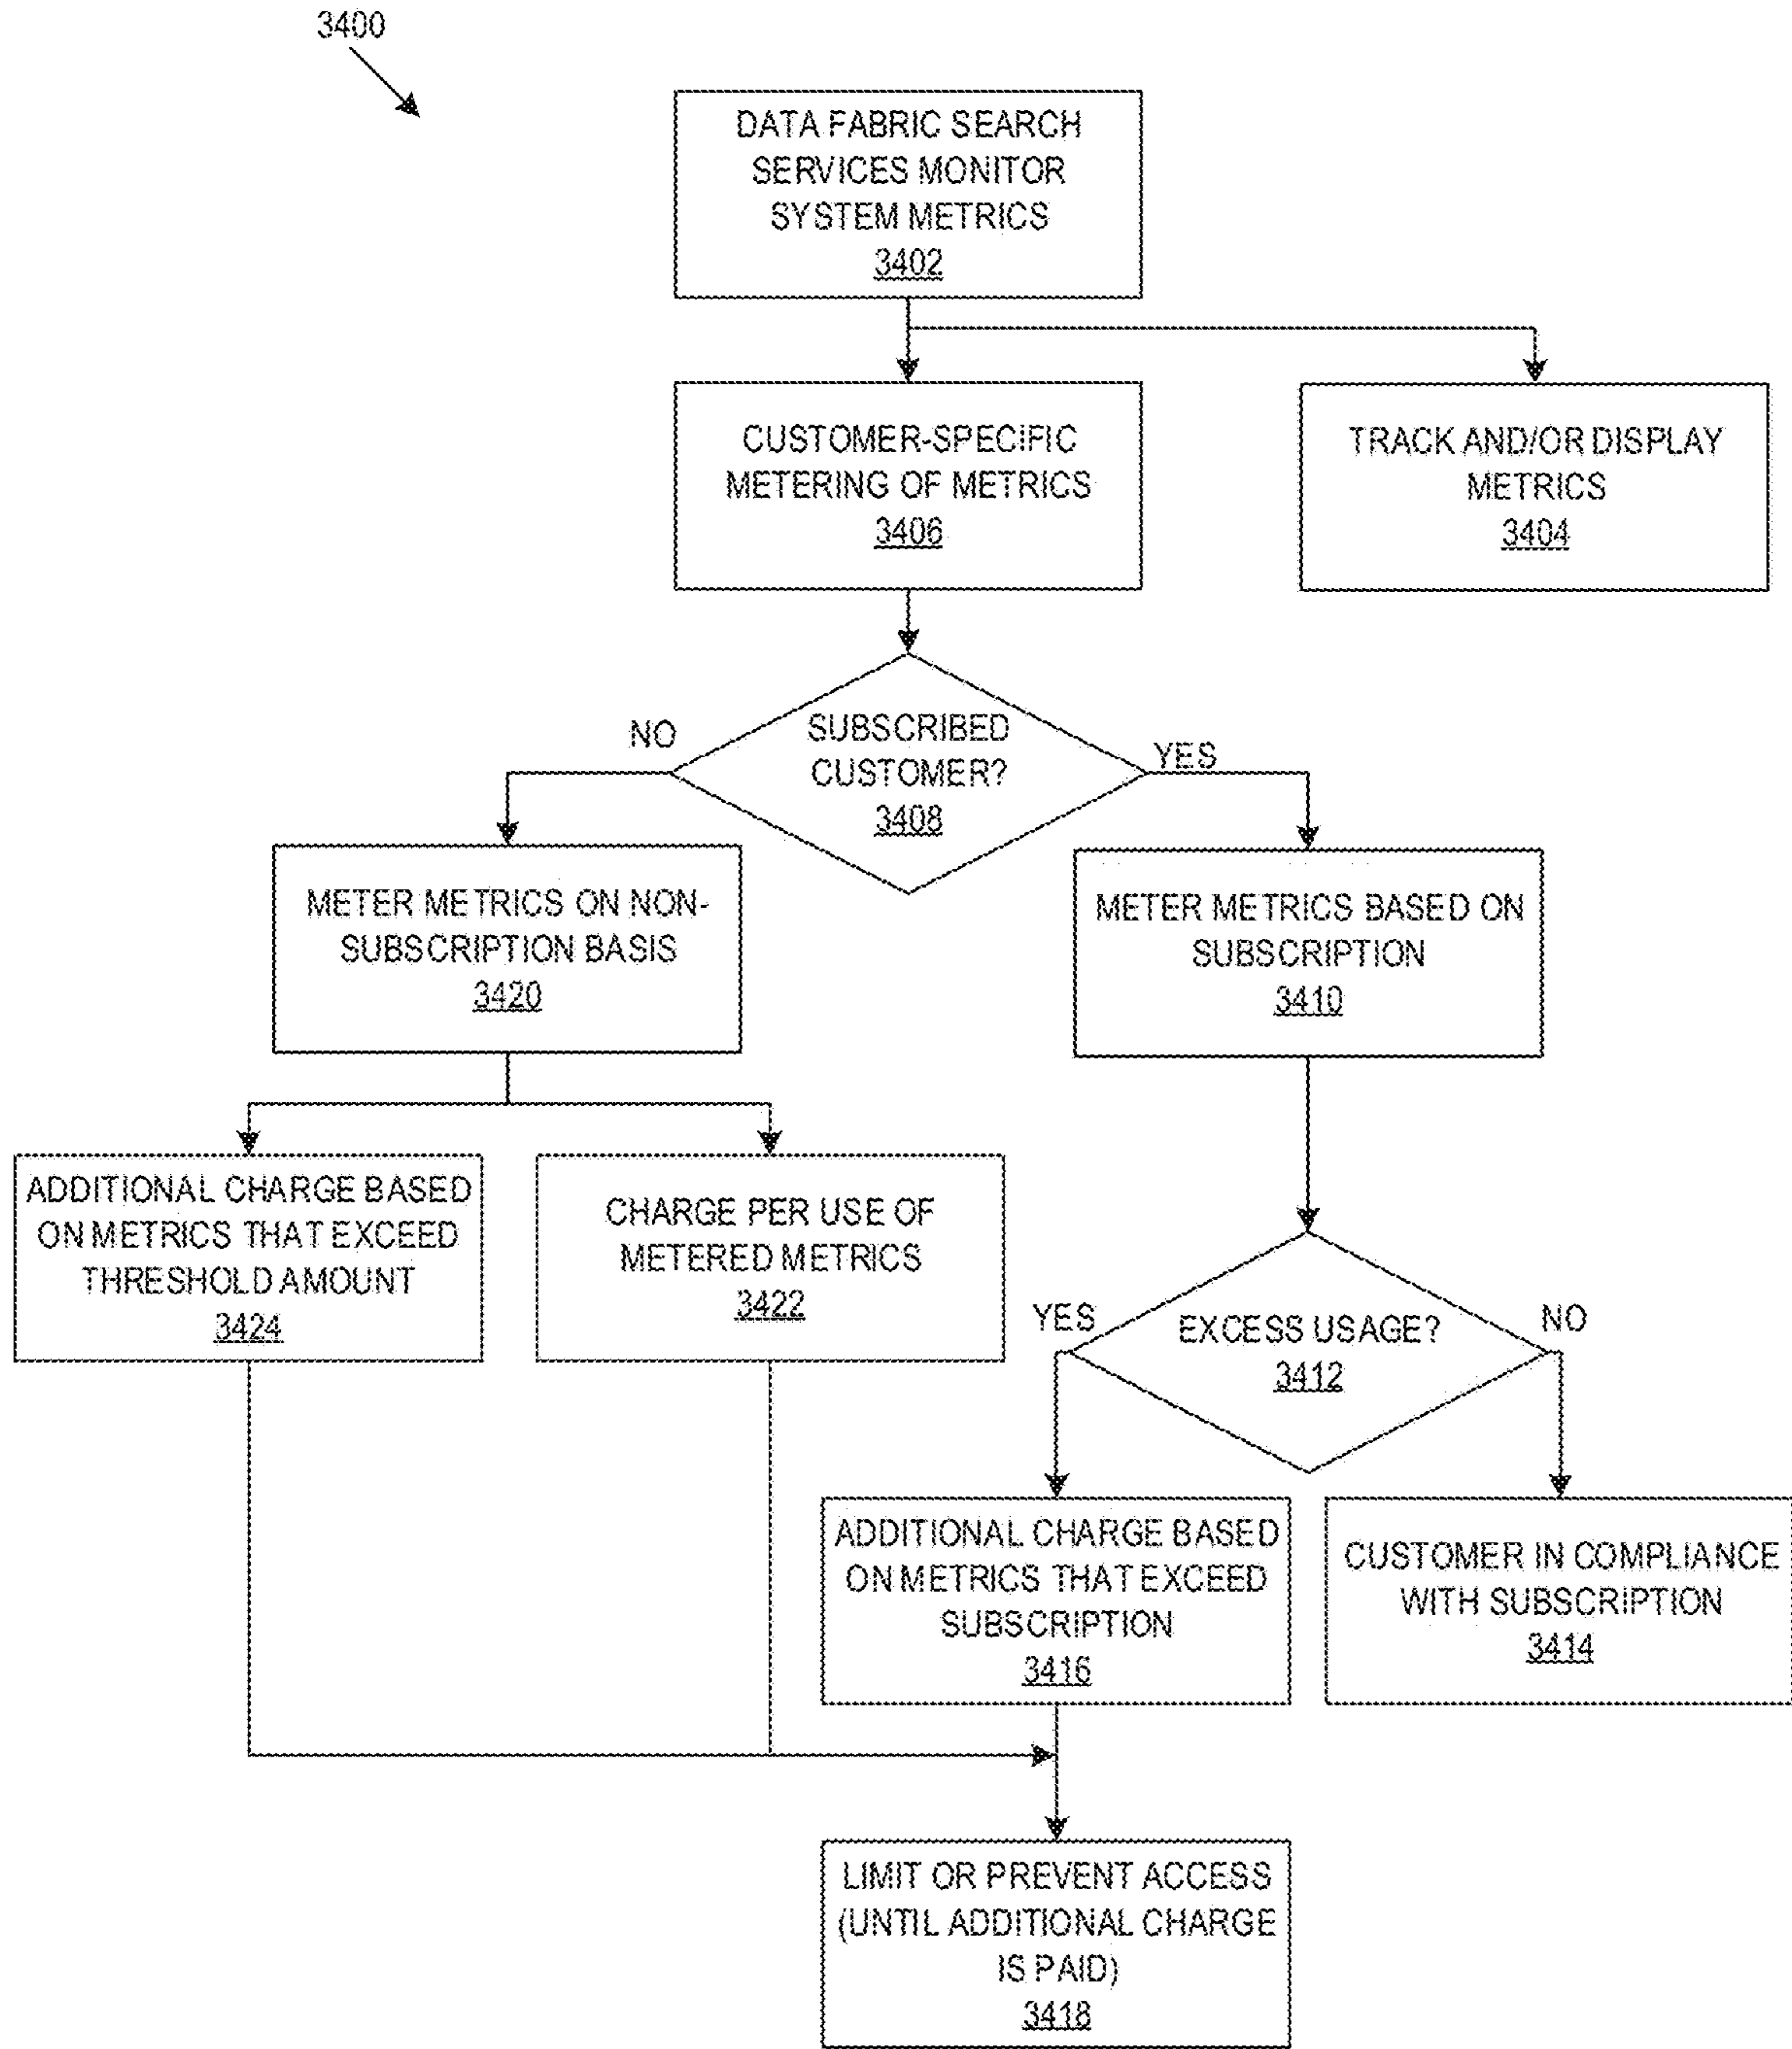 3400
DATA FABRIC SEARCH
SERVICES MONITOR
SYSTEM METRICS
3402
CUSTOMER-SPECIFIC
METERING OF METRICS
3406
TRACK AND/OR DISPLAY
METRICS
3404
NO
SUBSCRIBED
CUSTOMER?
3408
YES
METER METRICS ON NON-
SUBSCRIPTION BASIS
3420
METER METRICS BASED ON
SUBSCRIPTION
3410
ADDITIONAL CHARGE BASED
ON METRICS THAT EXCEED
THRESHOLD AMOUNT
3424
CHARGE PER USE OF
METERED METRICS
3422
YES
EXCESS USAGE?
3412
NO
ADDITIONAL CHARGE BASED
ON METRICS THAT EXCEED
SUBSCRIPTION
3416
CUSTOMER IN COMPLIANCE
WITH SUBSCRIPTION
3414
LIMIT OR PREVENT ACCESS
(UNTIL ADDITIONAL CHARGE
IS PAID)
3418